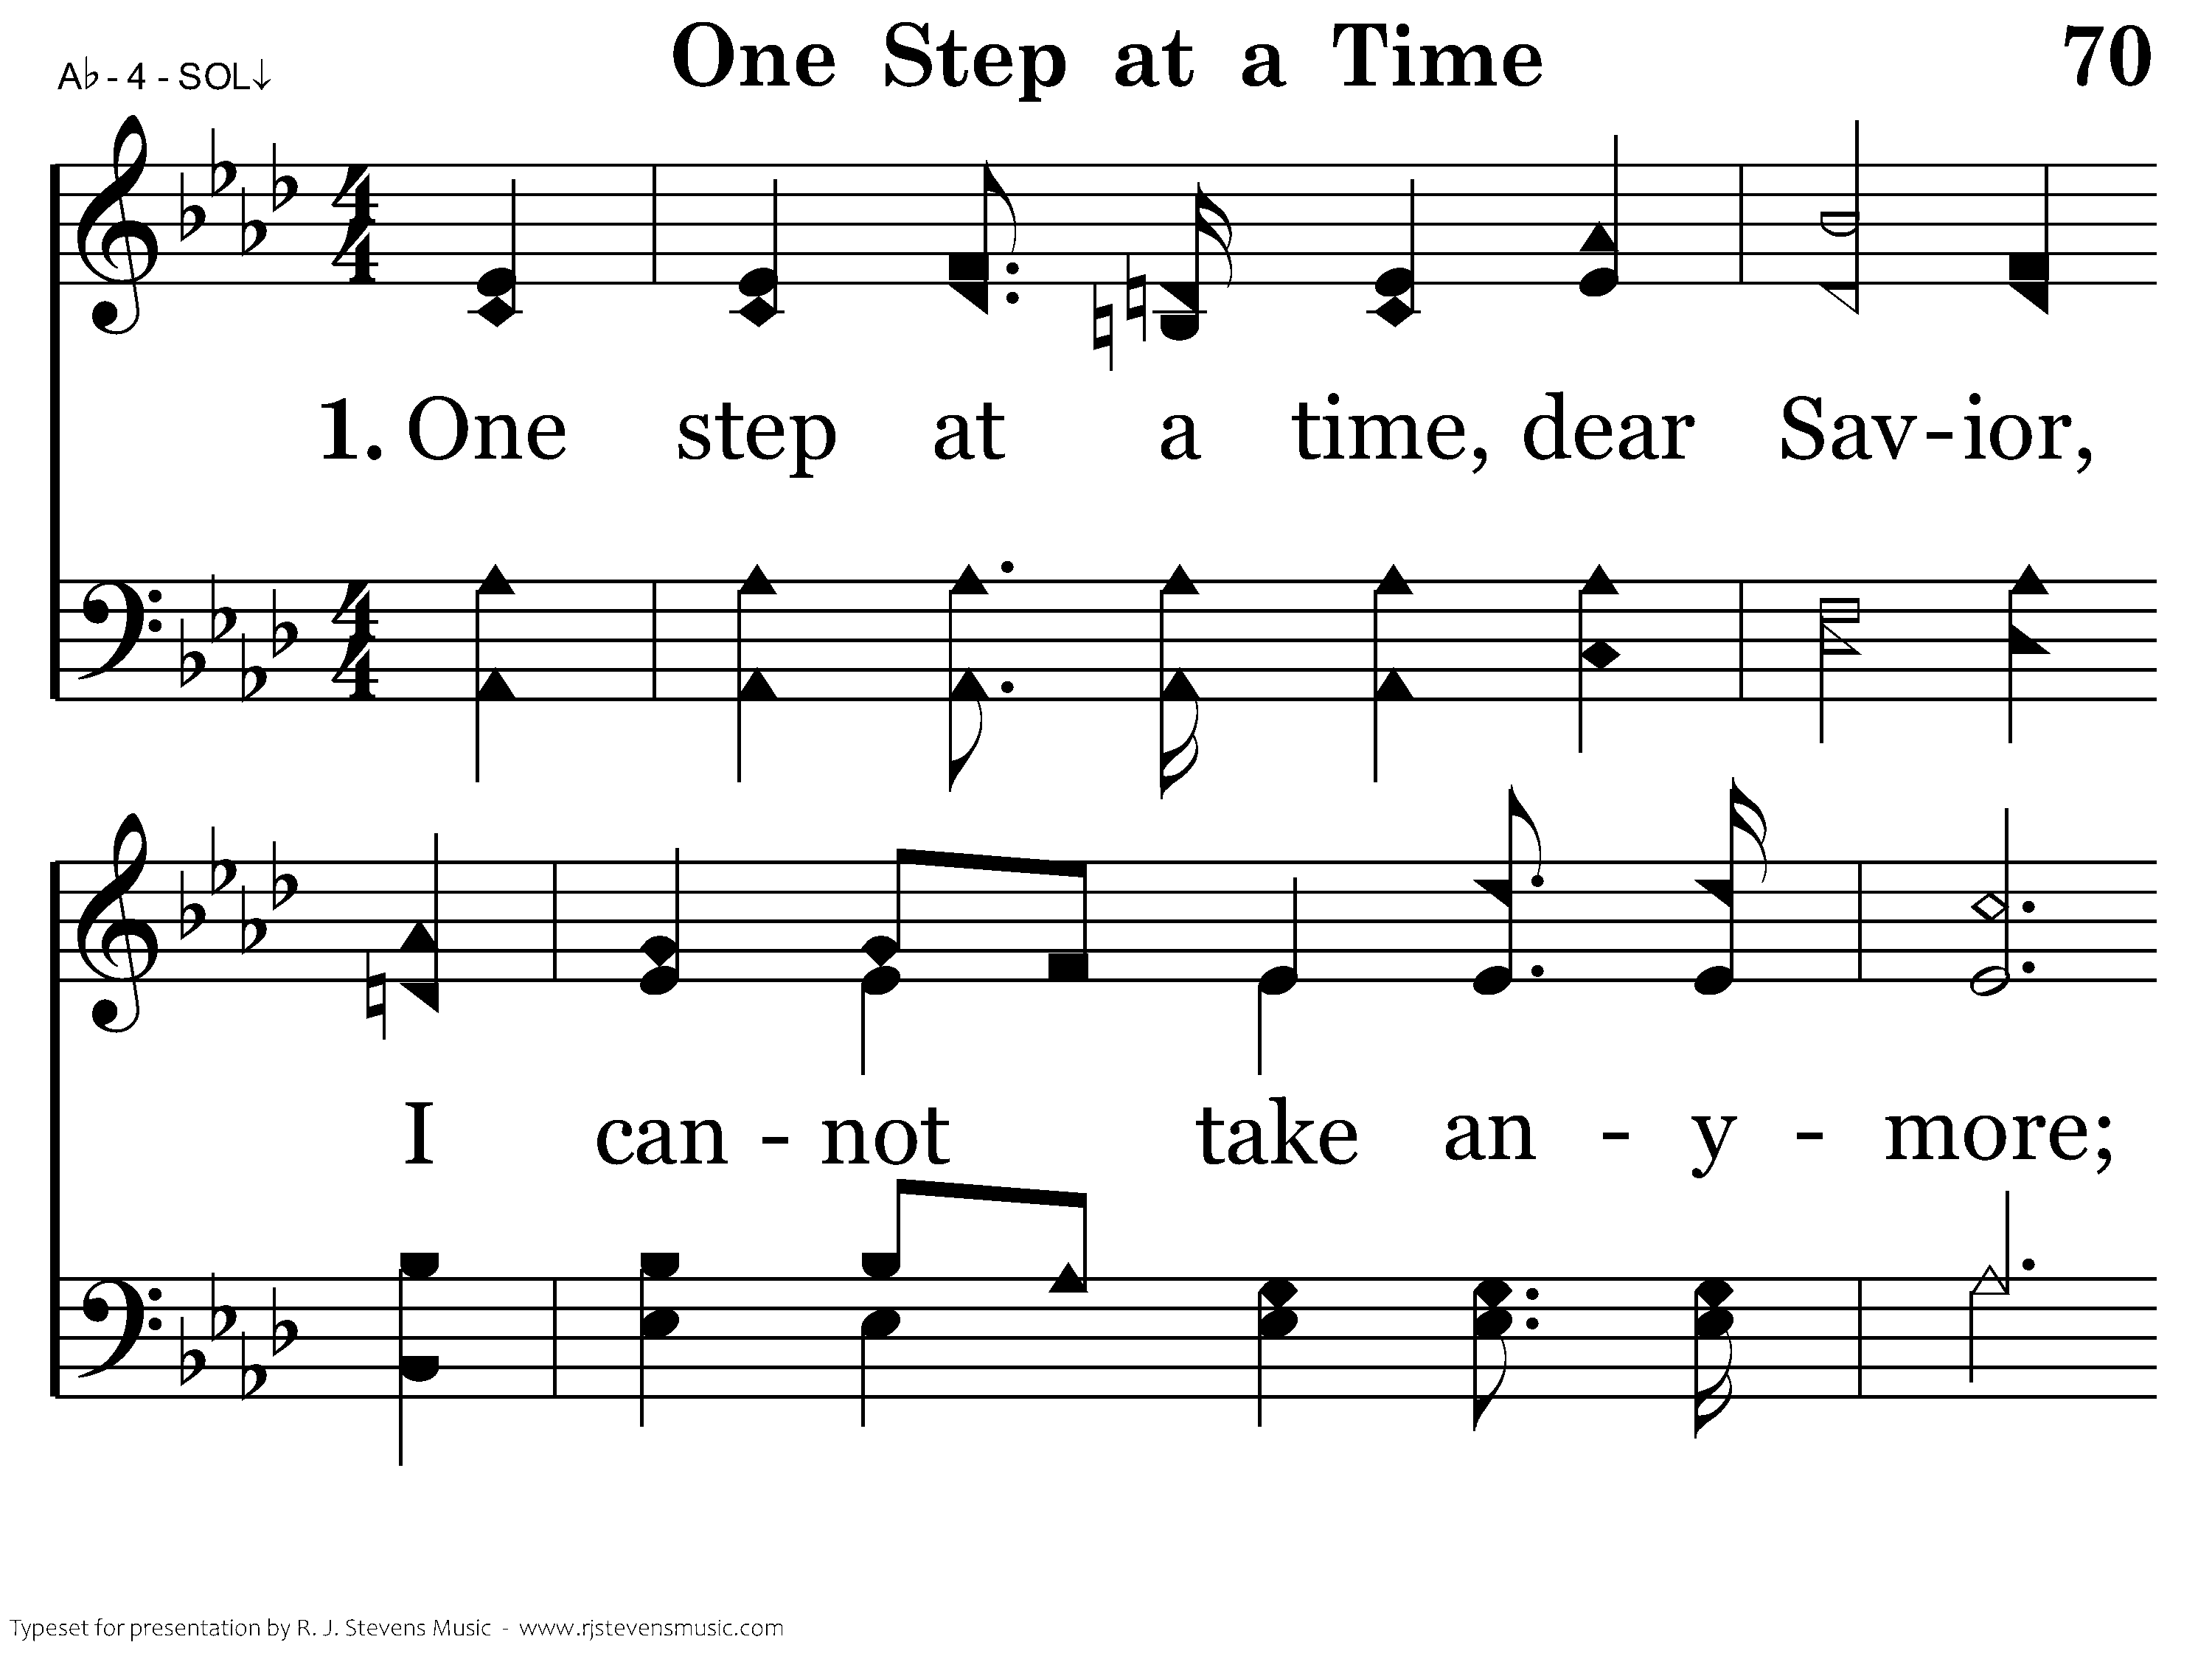 One Step at a Time
70
A♭ - 4 - SOL↓
1. One step at a time, dear Sav-ior,
I can - not take an - y - more;
Typeset for presentation by R. J. Stevens Music - www.rjstevensmusic.com